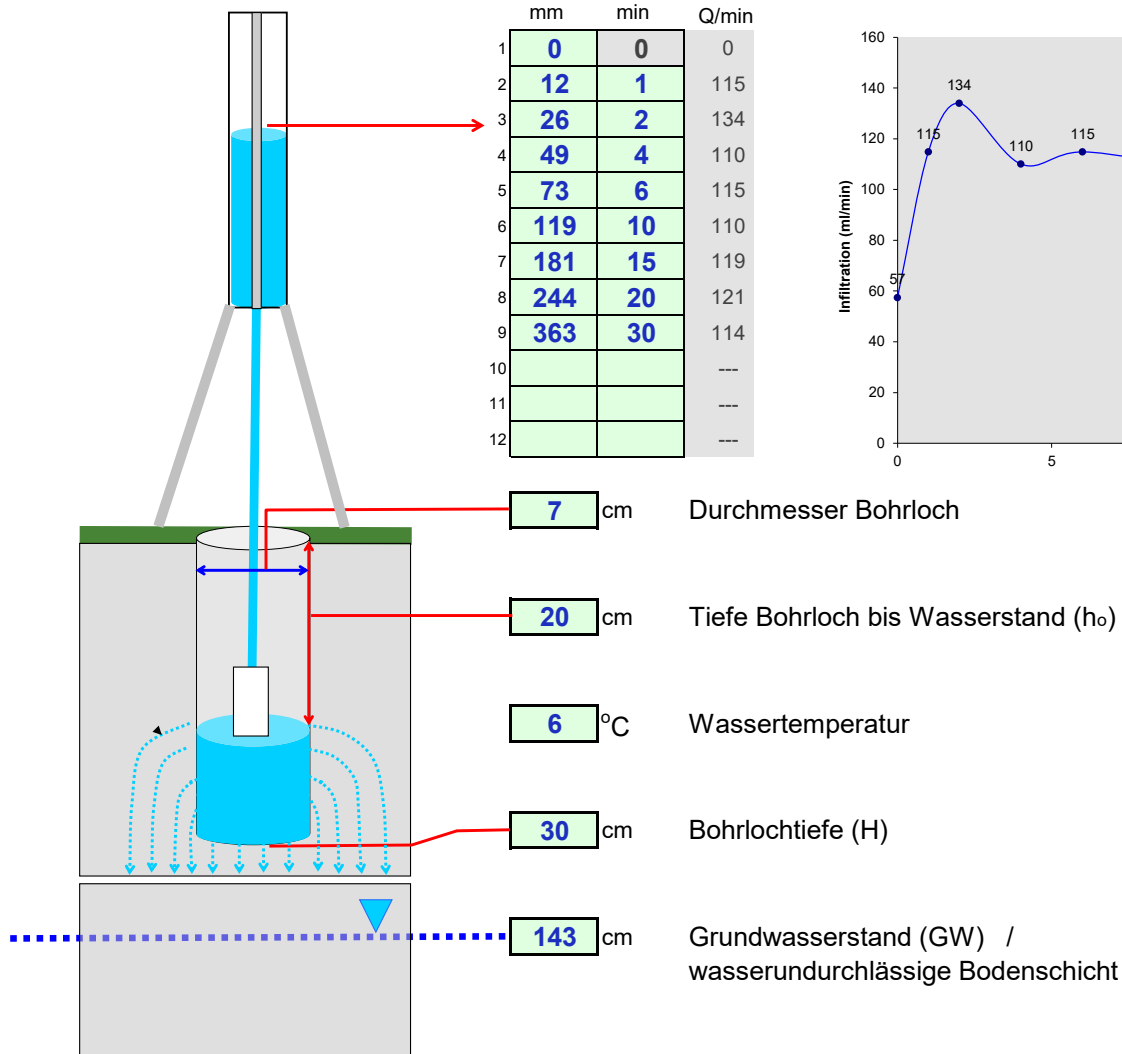 mm min Q/min
1 0 0 0
2 12 1 115
3 26 2 134
4 49 4 110
5 73 6 115
6 119 10 110
7 181 15 119
8 244 20 121
9 363 30 114
10 ---
11 ---
12 ---
160
140
120
100
80
60
40
20
0
0 5
Infiltration (ml/min)
57
115
134
110
115
7 cm Durchmesser Bohrloch
20 cm Tiefe Bohrloch bis Wasserstand (ho)
6 °C Wassertemperatur
30 cm Bohrlochtiefe (H)
143 cm Grundwasserstand (GW) /
wasserundurchlässige Bodenschicht